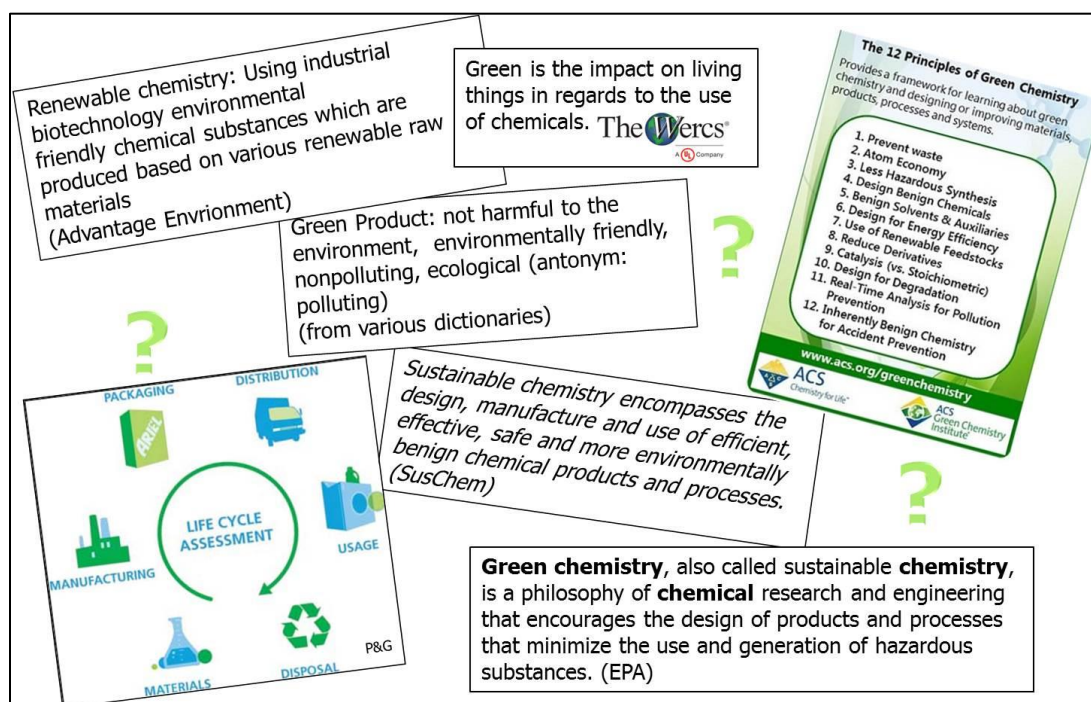 Renewable chemistry: Using industrial
biotechnology environmental
friendly chemical substances which are
produced based on various renewable raw
materials
(Advantage Envrionment)
Green is the impact on living
things in regards to the use
of chemicals.
The Wercs®
A UL Company
The 12 Principles of Green Chemistry
Provides a framework for learning about green
chemistry and designing or improving materials,
products, processes and systems.
1. Prevent waste
2. Atom Economy
3. Less Hazardous Synthesis
4. Design Benign Chemicals
5. Benign Solvents & Auxiliaries
6. Design for Energy Efficiency
7. Use of Renewable Feedstocks
8. Reduce Derivatives
9. Catalysis (vs. Stoichiometric)
10. Design for Degradation
11. Real-Time Analysis for Pollution
Prevention
12. Inherently Benign Chemistry
for Accident Prevention
www.acs.org/greenchemistry
ACS
Chemistry for Life®
ACS
Green Chemistry
Institute®
Green Product: not harmful to the
environment, environmentally friendly,
nonpolluting, ecological (antonym:
polluting)
(from various dictionaries)
?
?
?
Sustainable chemistry encompasses the
design, manufacture and use of efficient,
effective, safe and more environmentally
benign chemical products and processes.
(SusChem)
PACKAGING
DISTRIBUTION
ARIEL
LIFE CYCLE
ASSESSMENT
USAGE
MANUFACTURING
MATERIALS
DISPOSAL
P&G
Green chemistry, also called sustainable chemistry,
is a philosophy of chemical research and engineering
that encourages the design of products and processes
that minimize the use and generation of hazardous
substances. (EPA)